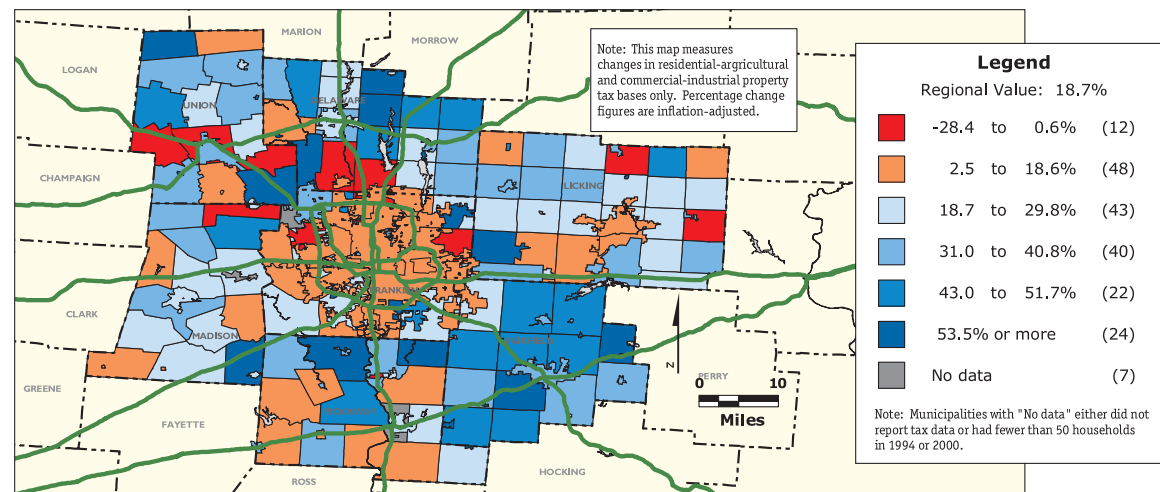 MARION
MORROW
LOGAN
UNION
DELAWARE
CHAMPAIGN
LICKING
CLARK
FRANKLIN
MADISON
FAIRFIELD
PERRY
GREENE
PICKAWAY
FAYETTE
ROSS
HOCKING
Note: This map measures
changes in residential-argricultural
and commercial-industrial property
tax bases only. Percentage change
figures are inflation-adjusted.
N
0 10
Miles
Legend
Regional Value: 18.7%
-28.4 to 0.6% (12)
2.5 to 18.6% (48)
18.7 to 29.8% (43)
31.0 to 40.8% (40)
43.0 to 51.7% (22)
53.5% or more (24)
No data (7)
Note: Municipalities with "No data" either did not
report tax data or had fewer than 50 households
in 1994 or 2000.